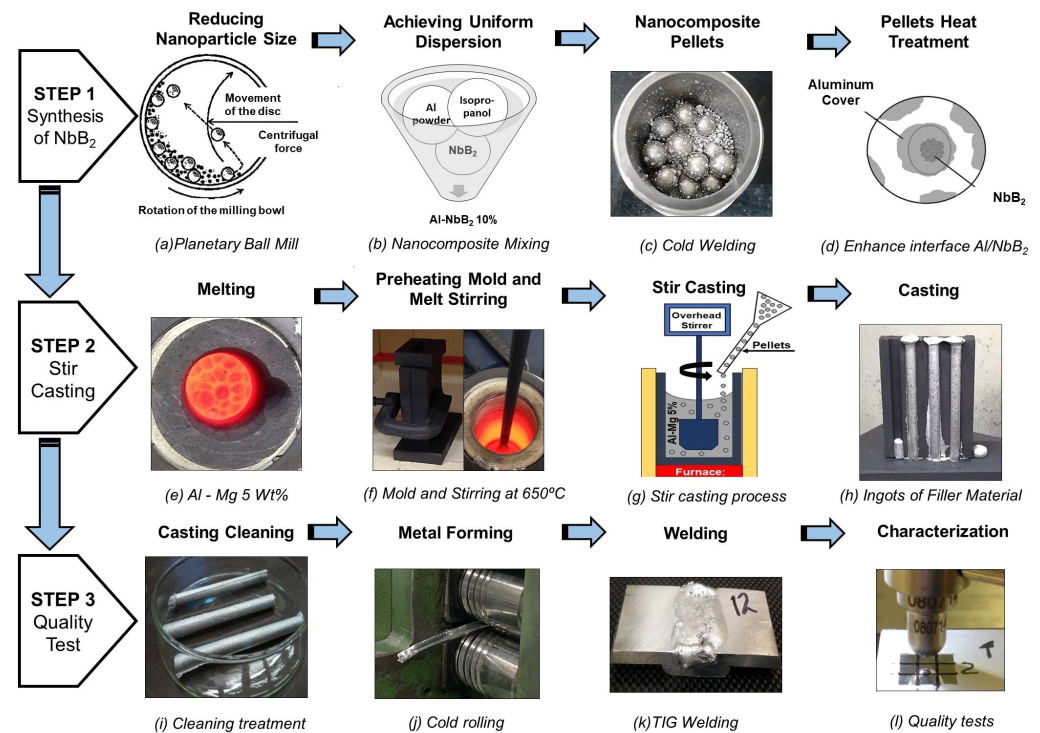 Reducing
Nanoparticle Size
Achieving Uniform
Dispersion
Nanocomposite
Pellets
Pellets Heat
Treatment
STEP 1
Synthesis
of NbB₂
Movement
of the disc
Centrifugal
force
Rotation of the milling bowl
Al
powder
Isopro-
panol
NbB₂
Al-NbB₂ 10%
Aluminum
Cover
NbB₂
(a)Planetary Ball Mill
(b) Nanocomposite Mixing
(c) Cold Welding
(d) Enhance interface Al/NbB₂
Melting
Preheating Mold and
Melt Stirring
Stir Casting
Casting
STEP 2
Stir
Casting
Overhead
Stirrer
Pellets
Al-Mg 5%
Furnace:
(e) Al - Mg 5 Wt%
(f) Mold and Stirring at 650ºC
(g) Stir casting process
(h) Ingots of Filler Material
Casting Cleaning
Metal Forming
Welding
Characterization
STEP 3
Quality
Test
12
080714
080714
T
2
(i) Cleaning treatment
(j) Cold rolling
(k)TIG Welding
(l) Quality tests